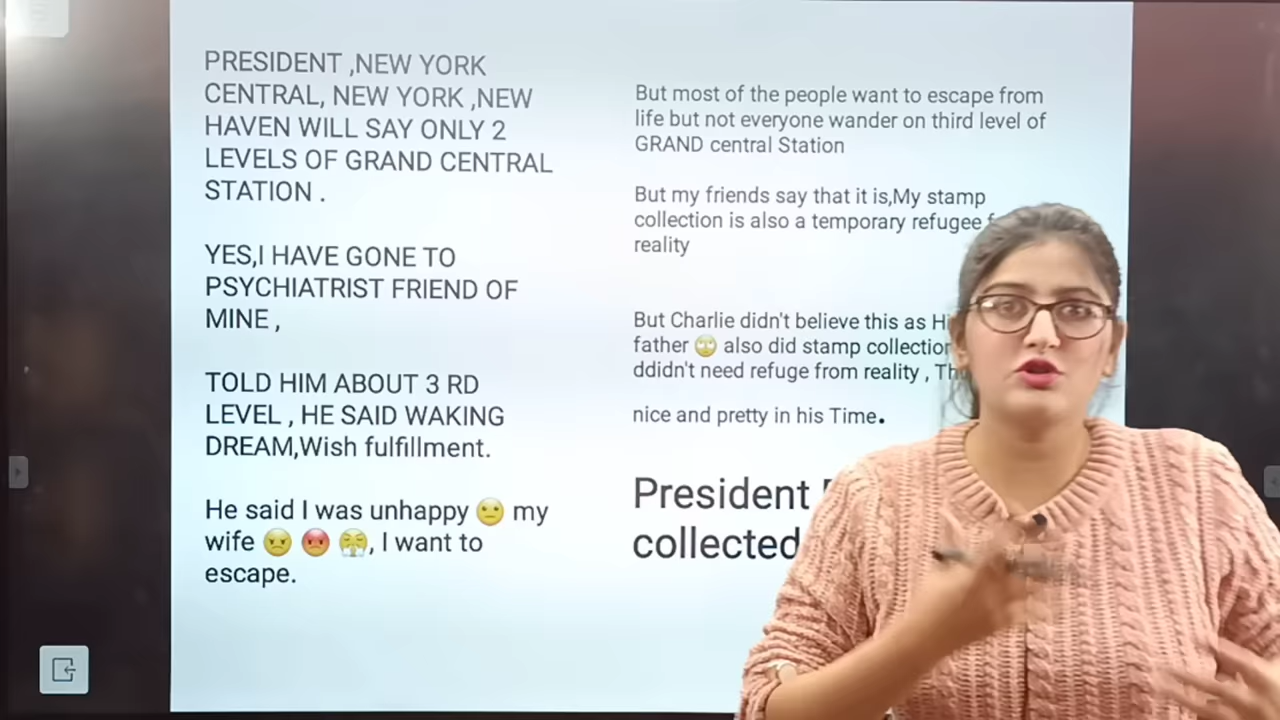 PRESIDENT ,NEW YORK
CENTRAL, NEW YORK ,NEW
HAVEN WILL SAY ONLY 2
LEVELS OF GRAND CENTRAL
STATION .
YES,I HAVE GONE TO
PSYCHIATRIST FRIEND OF
MINE ,
TOLD HIM ABOUT 3 RD
LEVEL , HE SAID WAKING
DREAM,Wish fulfillment.
He said I was unhappy 😐 my
wife 😠 😡 😤, I want to
escape.
But most of the people want to escape from
life but not everyone wander on third level of
GRAND central Station
But my friends say that it is,My stamp
collection is also a temporary refugee
reality
But Charlie didn't believe this as
father 🙄 also did stamp collection
ddidn't need refuge from reality ,
nice and pretty in his Time.
President
collected